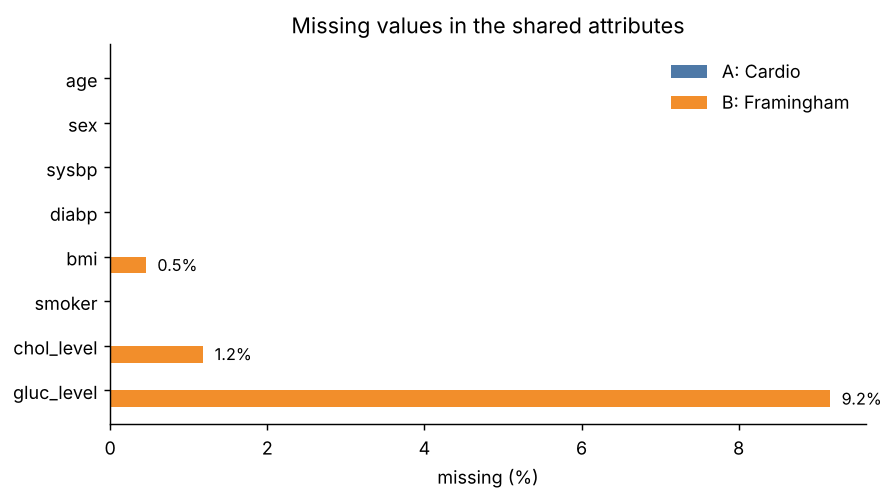 Missing values in the shared attributes
A: Cardio
B: Framingham
age
sex
sysbp
diabp
bmi
0.5%
smoker
chol_level
1.2%
gluc_level
9.2%
0 2 4 6 8
missing (%)